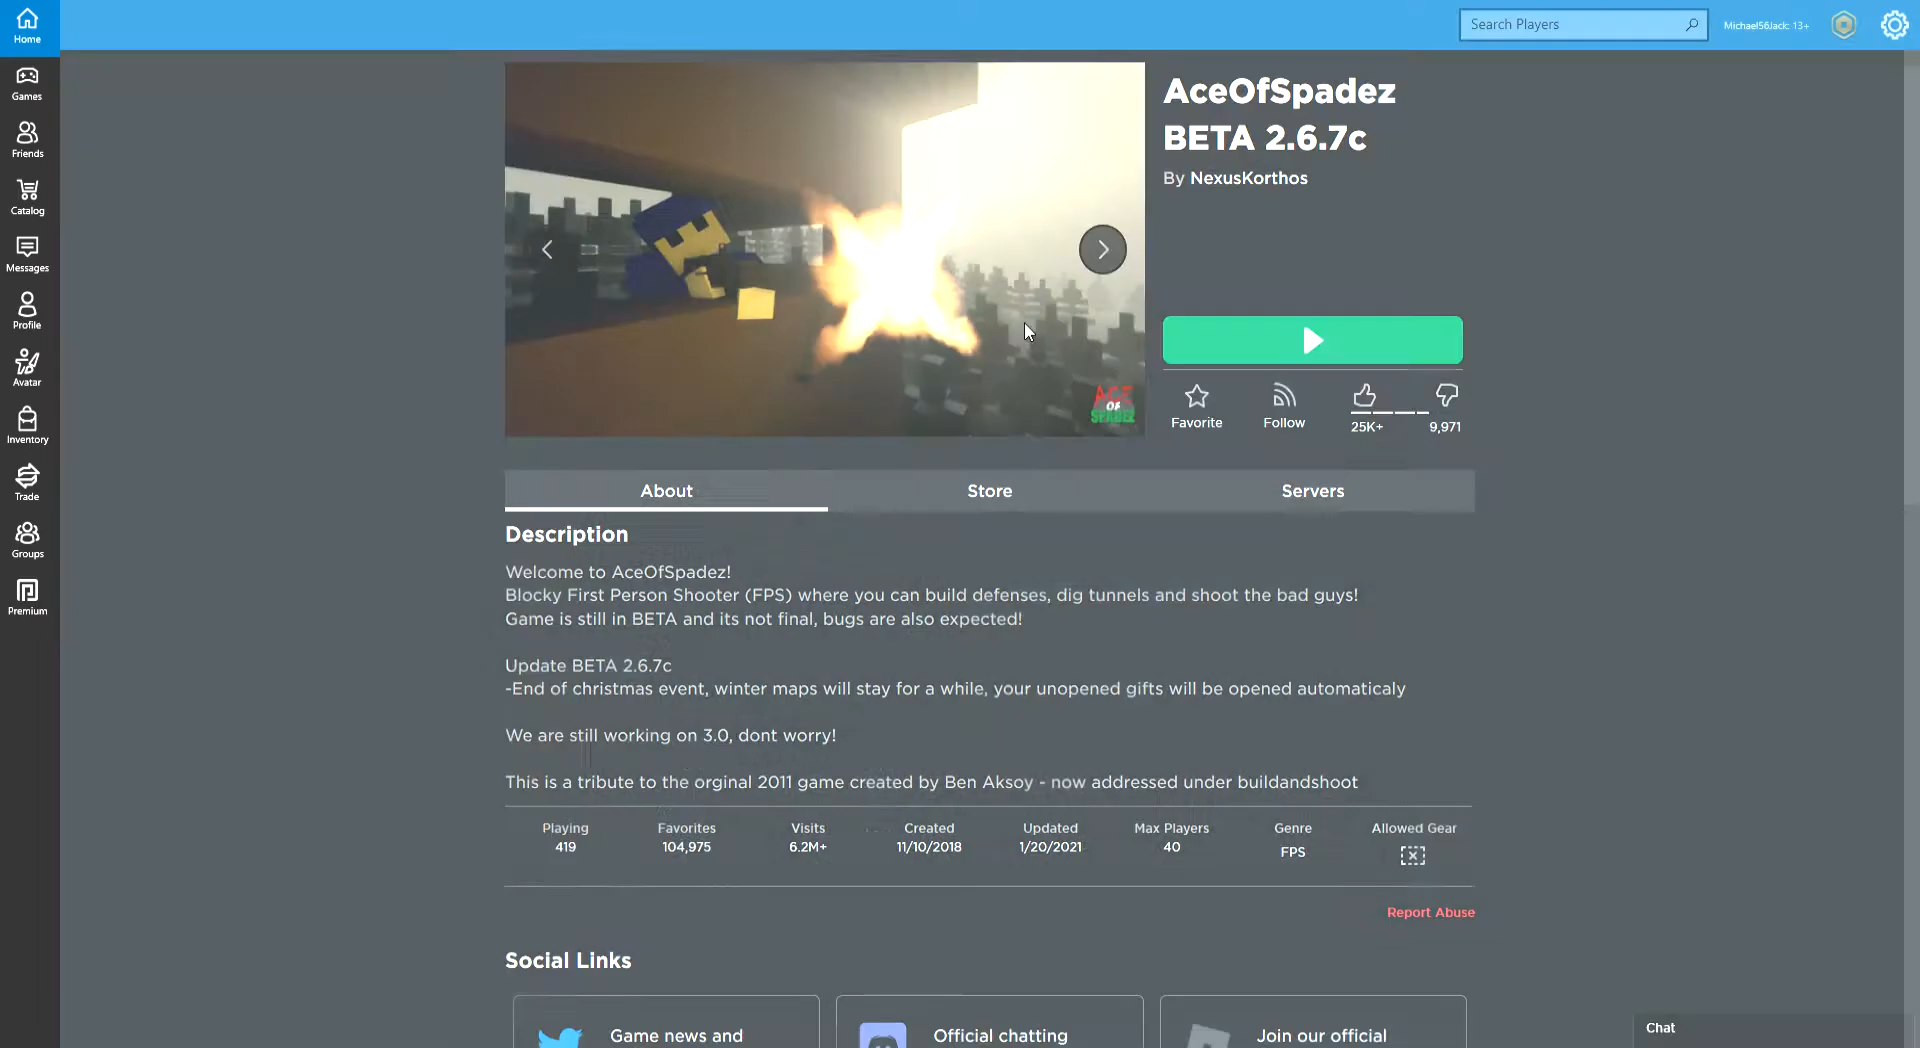 Home
Search Players
Michael56Jack: 13+
Games
Friends
Catalog
Messages
Profile
Avatar
Inventory
Trade
Groups
Premium
ACE
OF
SPADEZ
AceOfSpadez
BETA 2.6.7c
By NexusKorthos
Favorite
Follow
25K+
9,971
About
Store
Servers
Description
Welcome to AceOfSpadez!
Blocky First Person Shooter (FPS) where you can build defenses, dig tunnels and shoot the bad guys!
Game is still in BETA and its not final, bugs are also expected!
Update BETA 2.6.7c
-End of christmas event, winter maps will stay for a while, your unopened gifts will be opened automaticaly
We are still working on 3.0, dont worry!
This is a tribute to the orginal 2011 game created by Ben Aksoy - now addressed under buildandshoot
Playing Favorites Visits Created Updated Max Players Genre Allowed Gear
419 104,975 6.2M+ 11/10/2018 1/20/2021 40 FPS
Report Abuse
Social Links
Game news and
Official chatting
Join our official
Chat